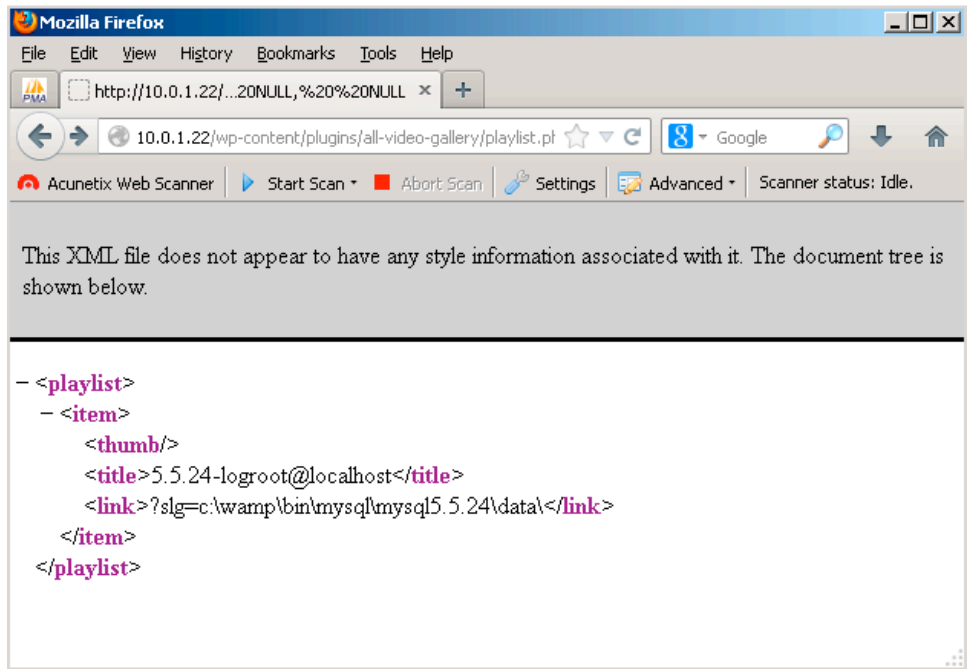 Mozilla Firefox
File Edit View History Bookmarks Tools Help
PMA http://10.0.1.22/...20NULL,%20%20NULL × +
10.0.1.22/wp-content/plugins/all-video-gallery/playlist.ph 8 Google
Acunetix Web Scanner Start Scan Abort Scan Settings Advanced Scanner status: Idle.
This XML file does not appear to have any style information associated with it. The document tree is
shown below.
− <playlist>
− <item>
<thumb/>
<title>5.5.24-logroot@localhost</title>
<link>?slg=c:\wamp\bin\mysql\mysql5.5.24\data\</link>
</item>
</playlist>